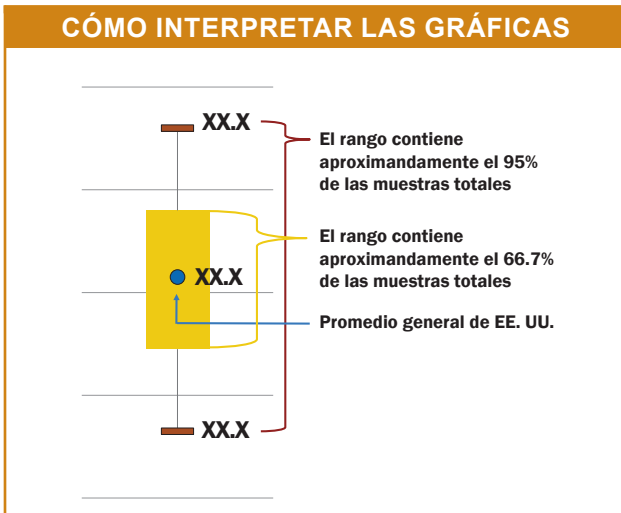 CÓMO INTERPRETAR LAS GRÁFICAS
XX.X
El rango contiene
aproximandamente el 95%
de las muestras totales
El rango contiene
aproximandamente el 66.7%
de las muestras totales
XX.X
Promedio general de EE. UU.
XX.X